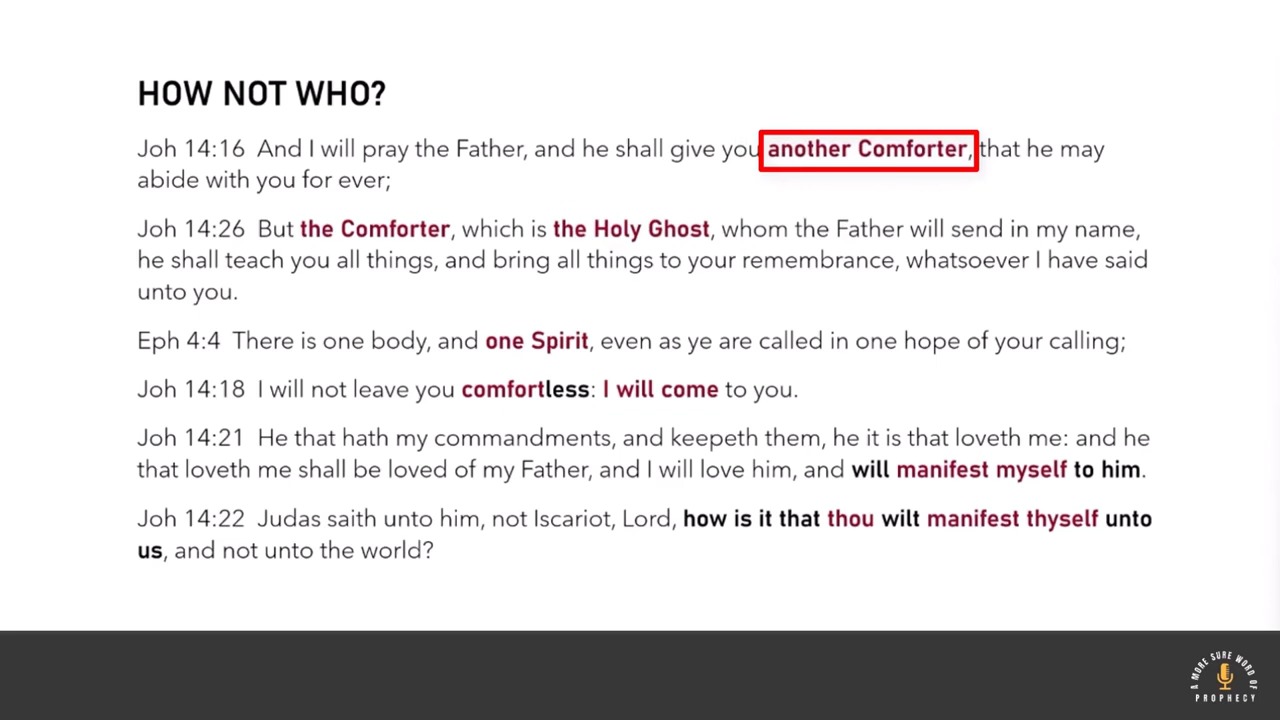 HOW NOT WHO?
Joh 14:16  And I will pray the Father, and he shall give you another Comforter, that he may
abide with you for ever;
Joh 14:26  But the Comforter, which is the Holy Ghost, whom the Father will send in my name,
he shall teach you all things, and bring all things to your remembrance, whatsoever I have said
unto you.
Eph 4:4  There is one body, and one Spirit, even as ye are called in one hope of your calling;
Joh 14:18  I will not leave you comfortless: I will come to you.
Joh 14:21  He that hath my commandments, and keepeth them, he it is that loveth me: and he
that loveth me shall be loved of my Father, and I will love him, and will manifest myself to him.
Joh 14:22  Judas saith unto him, not Iscariot, Lord, how is it that thou wilt manifest thyself unto
us, and not unto the world?
A MORE SURE WORD OF
PROPHECY